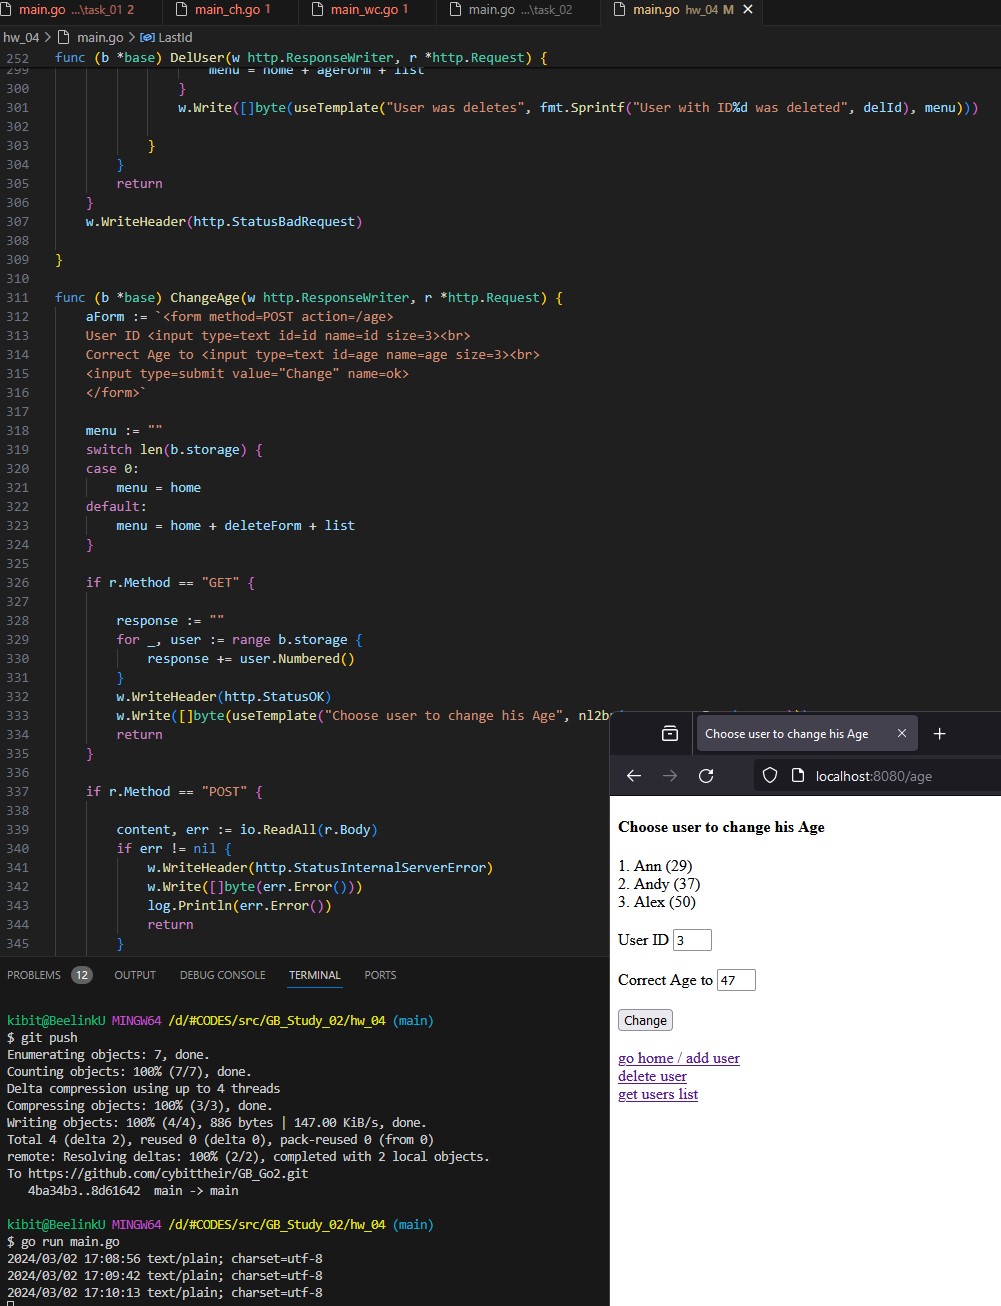 main.go ...\task_01 2 main_ch.go 1 main_wc.go 1 main.go ...\task_02 main.go hw_04 M
hw_04 > main.go > LastId
252 func (b *base) DelUser(w http.ResponseWriter, r *http.Request) {
299 menu = home + ageForm + list
300 }
301 w.Write([]byte(useTemplate("User was deletes", fmt.Sprintf("User with ID%d was deleted", delId), menu)))
302
303 }
304 }
305 return
306 }
307 w.WriteHeader(http.StatusBadRequest)
308
309 }
310
311 func (b *base) ChangeAge(w http.ResponseWriter, r *http.Request) {
312 aForm := `<form method=POST action=/age>
313 User ID <input type=text id=id name=id size=3><br>
314 Correct Age to <input type=text id=age name=age size=3><br>
315 <input type=submit value="Change" name=ok>
316 </form>`
317
318 menu := ""
319 switch len(b.storage) {
320 case 0:
321 menu = home
322 default:
323 menu = home + deleteForm + list
324 }
325
326 if r.Method == "GET" {
327
328 response := ""
329 for _, user := range b.storage {
330 response += user.Numbered()
331 }
332 w.WriteHeader(http.StatusOK)
333 w.Write([]byte(useTemplate("Choose user to change his Age", nl2b
334 return
335 }
336
337 if r.Method == "POST" {
338
339 content, err := io.ReadAll(r.Body)
340 if err != nil {
341 w.WriteHeader(http.StatusInternalServerError)
342 w.Write([]byte(err.Error()))
343 log.Println(err.Error())
344 return
345 }
PROBLEMS 12 OUTPUT DEBUG CONSOLE TERMINAL PORTS
kibit@BeelinkU MINGW64 /d/#CODES/src/GB_Study_02/hw_04 (main)
$ git push
Enumerating objects: 7, done.
Counting objects: 100% (7/7), done.
Delta compression using up to 4 threads
Compressing objects: 100% (3/3), done.
Writing objects: 100% (4/4), 886 bytes | 147.00 KiB/s, done.
Total 4 (delta 2), reused 0 (delta 0), pack-reused 0 (from 0)
remote: Resolving deltas: 100% (2/2), completed with 2 local objects.
To https://github.com/cybittheir/GB_Go2.git
4ba34b3..8d61642 main -> main
kibit@BeelinkU MINGW64 /d/#CODES/src/GB_Study_02/hw_04 (main)
$ go run main.go
2024/03/02 17:08:56 text/plain; charset=utf-8
2024/03/02 17:09:42 text/plain; charset=utf-8
2024/03/02 17:10:13 text/plain; charset=utf-8
Choose user to change his Age
localhost:8080/age
Choose user to change his Age
1. Ann (29)
2. Andy (37)
3. Alex (50)
User ID 3
Correct Age to 47
Change
go home / add user
delete user
get users list